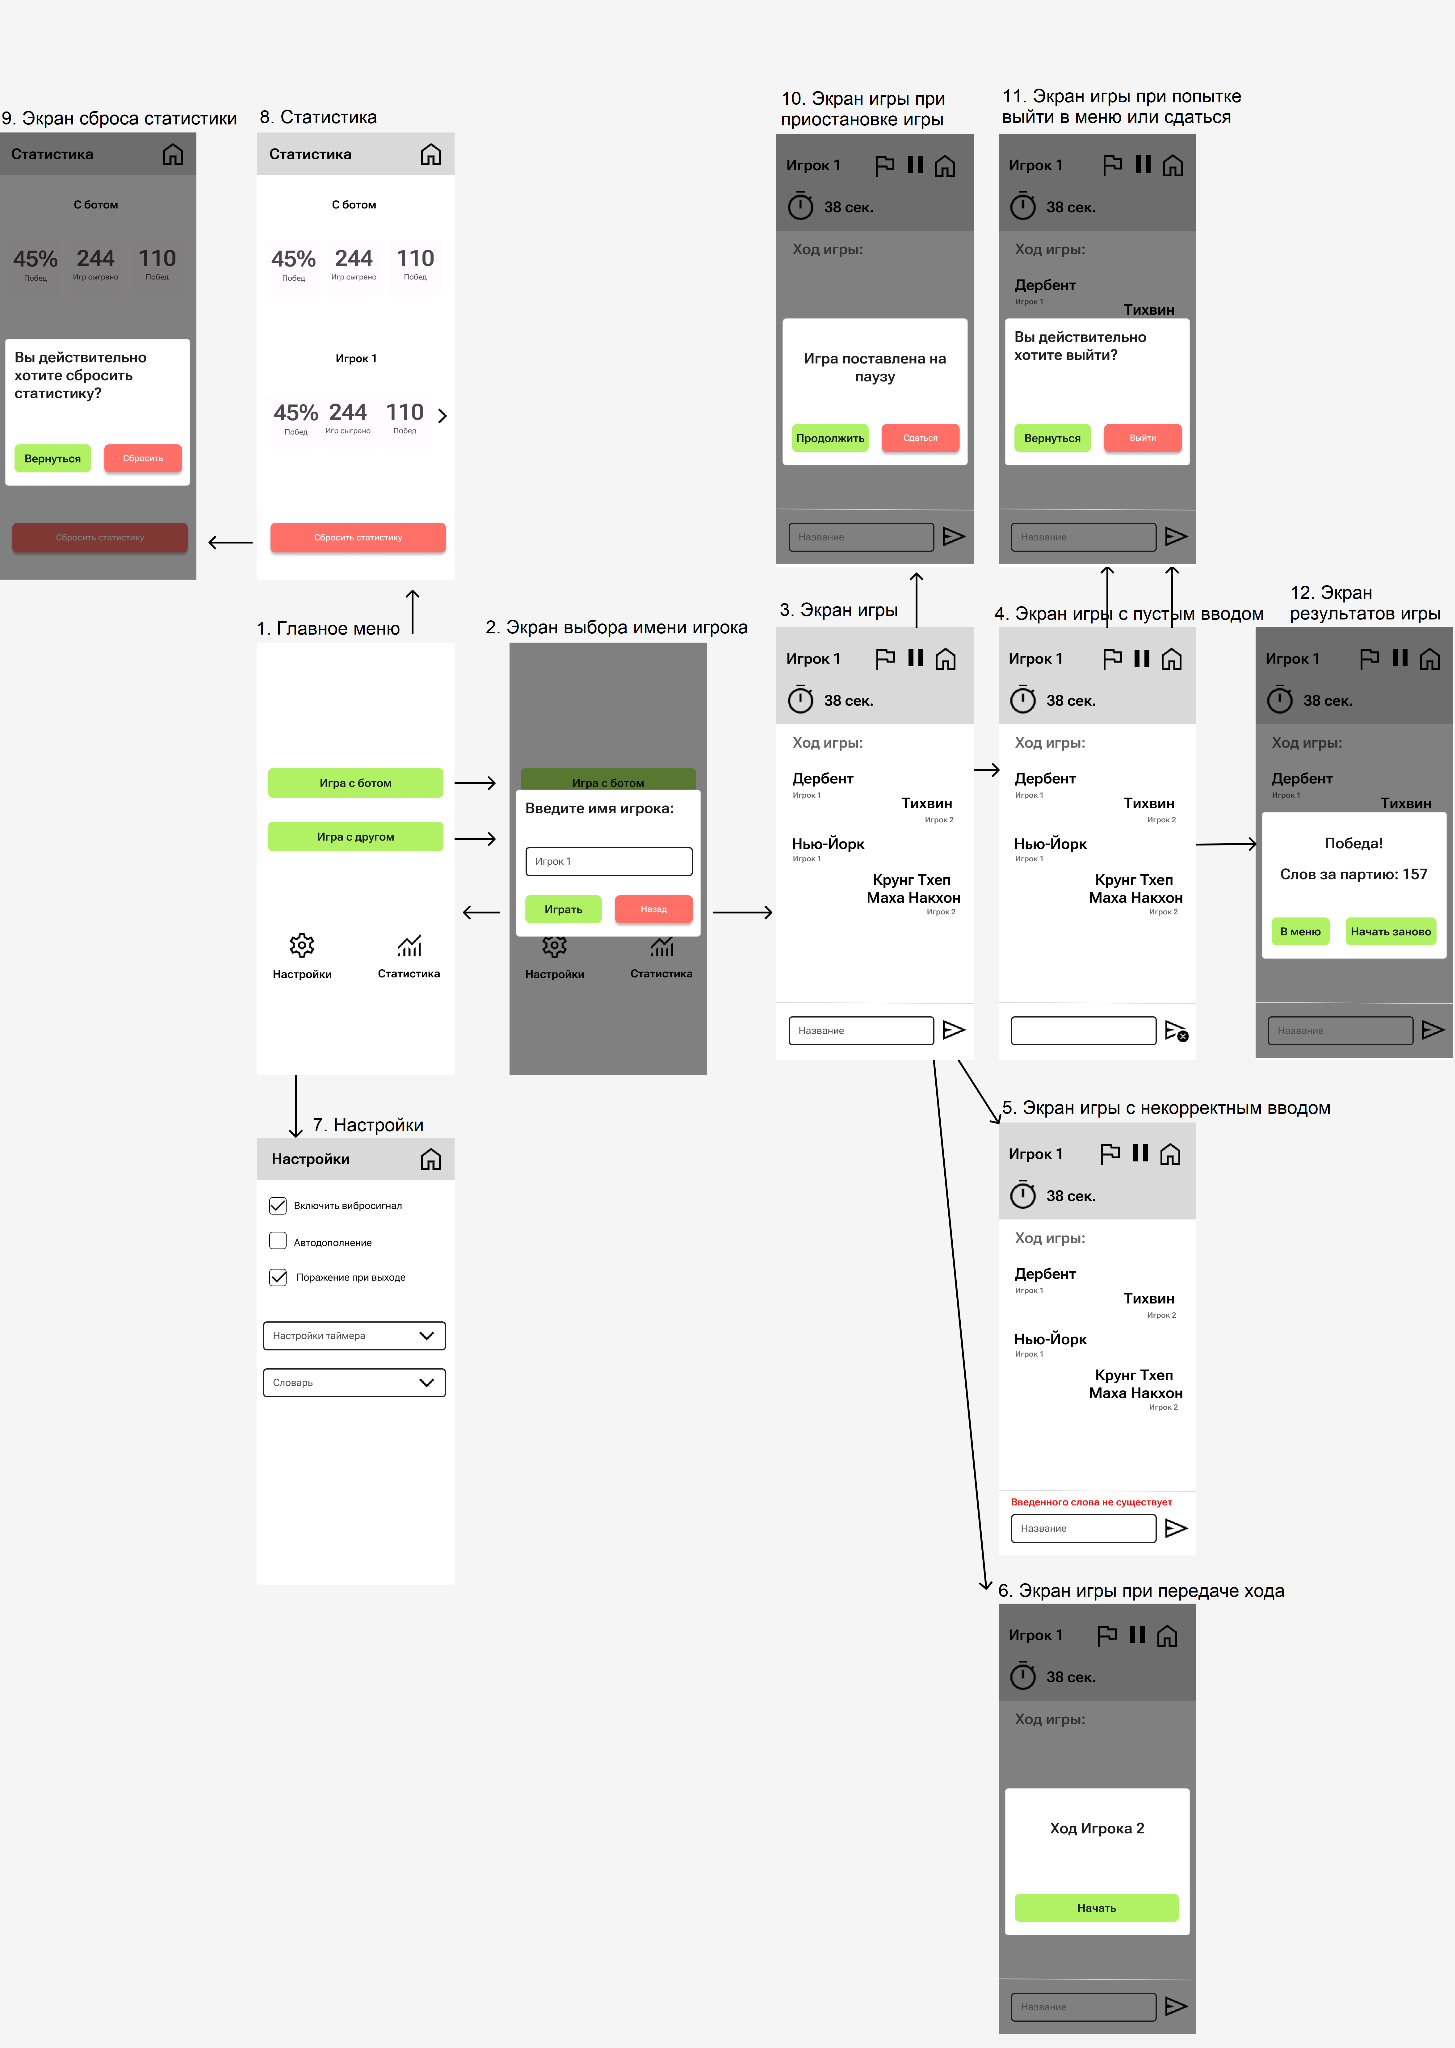 9. Экран сброса статистики
Статистика
С ботом
45% 244 110
Побед Игр сыграно Побед
Вы действительно
хотите сбросить
статистику?
Вернуться Сбросить
Сбросить статистику
8. Статистика
Статистика
С ботом
45% 244 110
Побед Игр сыграно Побед
Игрок 1
45% 244 110
Побед Игр сыграно Побед
Сбросить статистику
10. Экран игры при
приостановке игры
Игрок 1
38 сек.
Ход игры:
Игра поставлена на
паузу
Продолжить Сдаться
Название
11. Экран игры при попытке
выйти в меню или сдаться
Игрок 1
38 сек.
Ход игры:
Дербент
Игрок 1
Тихвин
Вы действительно
хотите выйти?
Вернуться Выйти
Название
1. Главное меню
Игра с ботом
Игра с другом
Настройки Статистика
2. Экран выбора имени игрока
Игра с ботом
Введите имя игрока:
Игрок 1
Играть Назад
Настройки Статистика
3. Экран игры
Игрок 1
38 сек.
Ход игры:
Дербент
Игрок 1
Тихвин
Игрок 2
Нью-Йорк
Игрок 1
Крунг Тхеп
Маха Накхон
Игрок 2
Название
4. Экран игры с пустым вводом
Игрок 1
38 сек.
Ход игры:
Дербент
Игрок 1
Тихвин
Игрок 2
Нью-Йорк
Игрок 1
Крунг Тхеп
Маха Накхон
Игрок 2
12. Экран
результатов игры
Игрок 1
38 сек.
Ход игры:
Дербент
Игрок 1
Тихвин
Победа!
Слов за партию: 157
В меню Начать заново
Название
7. Настройки
Настройки
Включить вибросигнал
Автодополнение
Поражение при выходе
Настройки таймера
Словарь
5. Экран игры с некорректным вводом
Игрок 1
38 сек.
Ход игры:
Дербент
Игрок 1
Тихвин
Игрок 2
Нью-Йорк
Игрок 1
Крунг Тхеп
Маха Накхон
Игрок 2
Введенного слова не существует
Название
6. Экран игры при передаче хода
Игрок 1
38 сек.
Ход игры:
Ход Игрока 2
Начать
Название